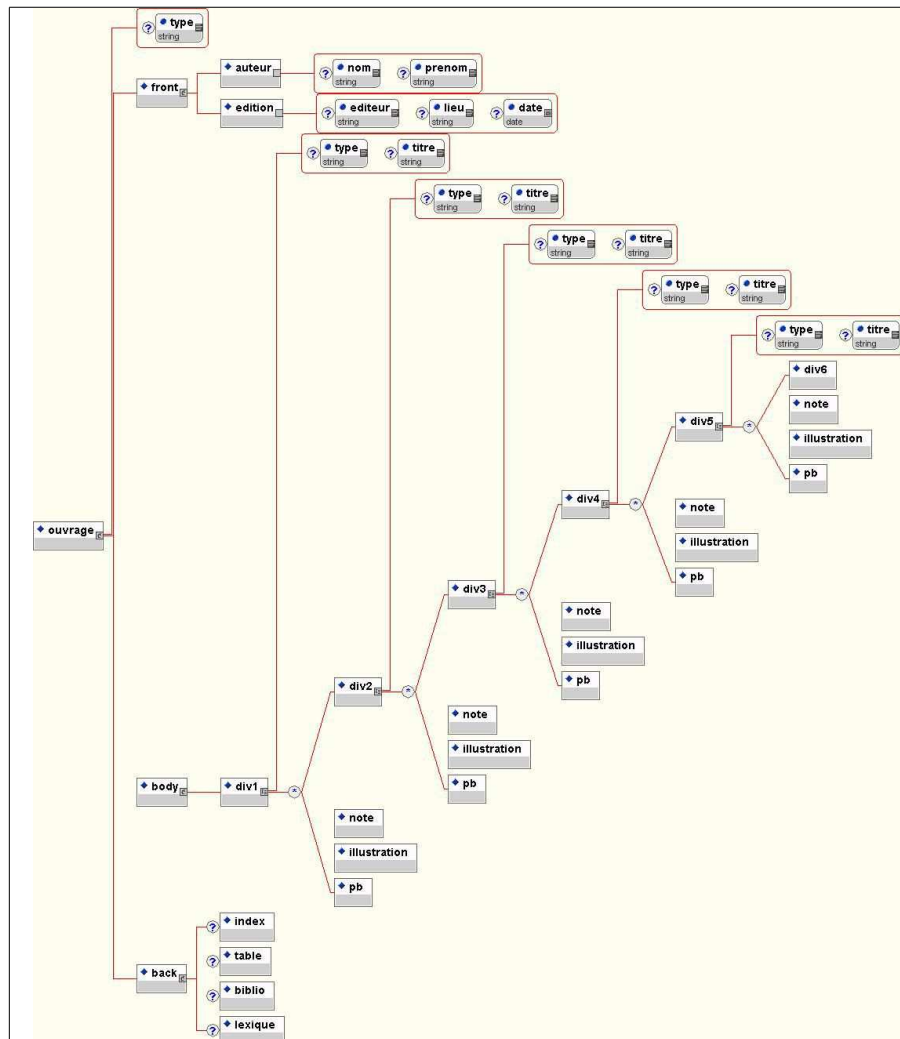 ? type
string
auteur
? nom ? prenom
string string
front
edition
? editeur ? lieu ? date
string string date
? type ? titre
string string
? type ? titre
string string
? type ? titre
string string
? type ? titre
string string
? type ? titre
string string
div6
note
div5
illustration
pb
div4
note
ouvrage
illustration
pb
div3
note
illustration
pb
div2
note
illustration
body div1
pb
note
illustration
pb
? index
? table
back
? biblio
? lexique